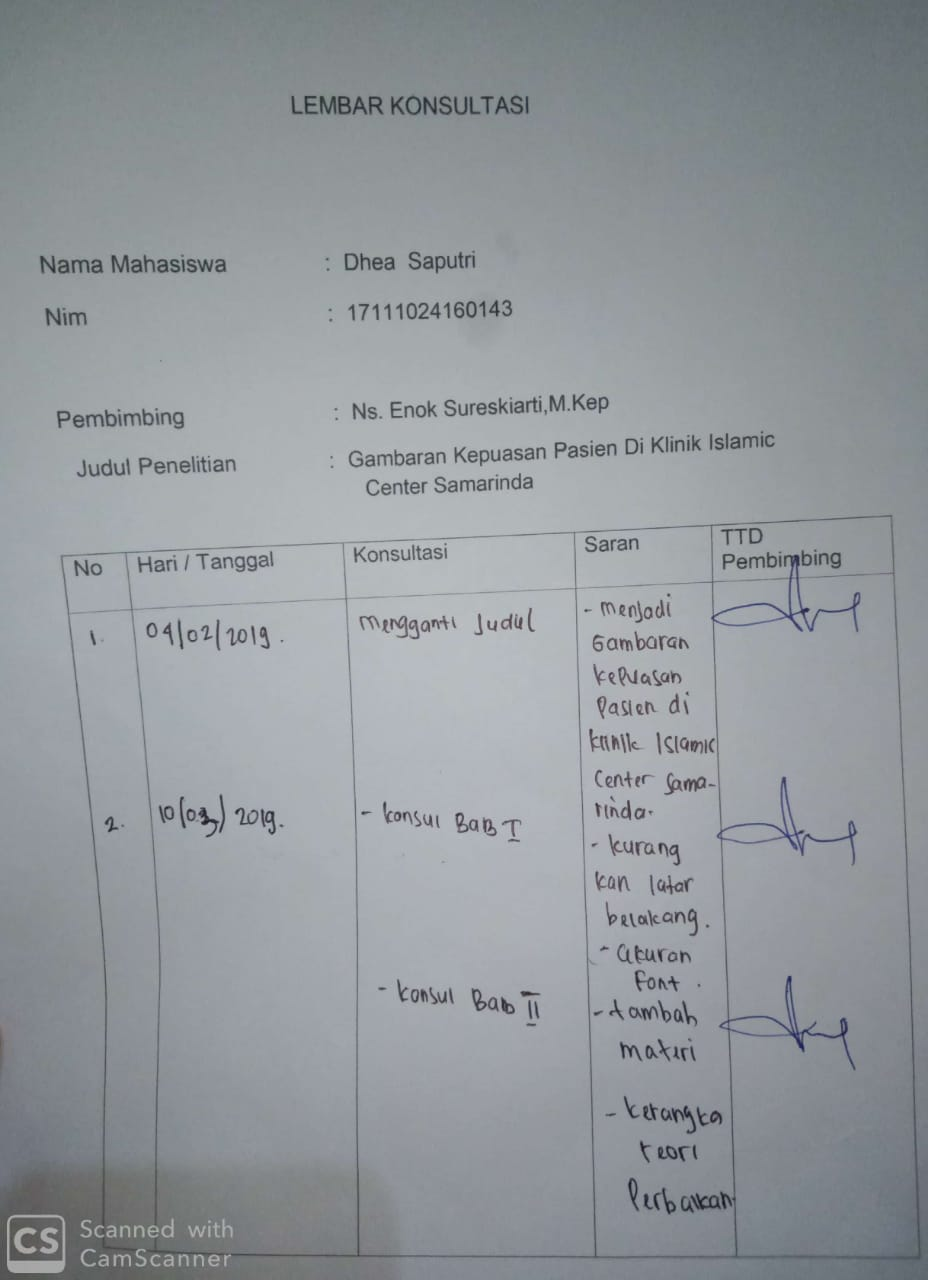 LEMBAR KONSULTASI
Nama Mahasiswa : Dhea Saputri
Nim : 17111024160143
Pembimbing : Ns. Enok Sureskiarti,M.Kep
Judul Penelitian : Gambaran Kepuasan Pasien Di Klinik Islamic
Center Samarinda
No Hari / Tanggal Konsultasi Saran TTD
Pembimbing
1. 04/02/2019. Mengganti Judul - Menjadi
Gambaran
kepuasan
Pasien di
klinik Islamic
Center Sama-
rinda.
2. 10/03/2019. - konsul BAB I - kurang
kan latar
belakang.
- Ukuran
Font.
- konsul Bab II - tambah
materi
- kerangka
teori
Perbaikan
CS Scanned with
CamScanner